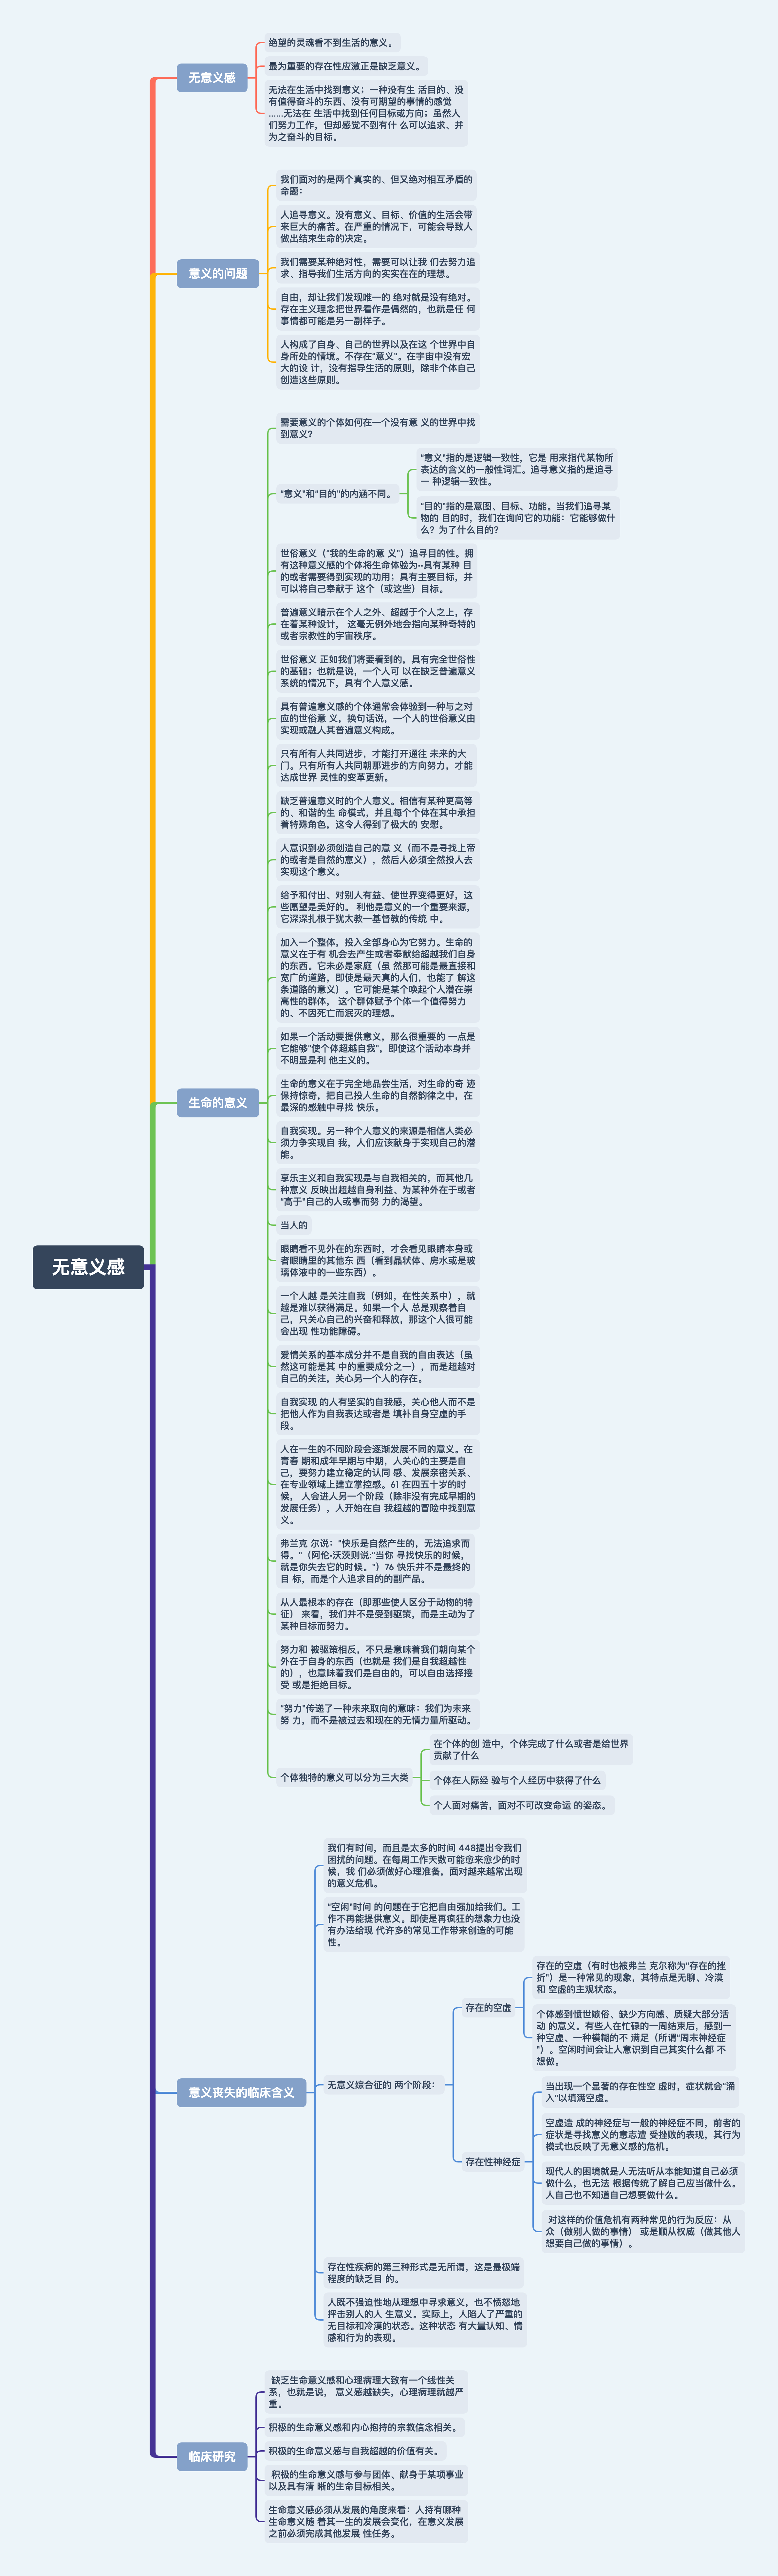 无意义感
无意义感
绝望的灵魂看不到生活的意义。
最为重要的存在性应激正是缺乏意义。
无法在生活中找到意义；一种没有生 活目的、没
有值得奋斗的东西、没有可期望的事情的感觉
......无法在 生活中找到任何目标或方向；虽然人
们努力工作，但却感觉不到有什 么可以追求、并
为之奋斗的目标。
意义的问题
我们面对的是两个真实的、但又绝对相互矛盾的
命题：
人追寻意义。没有意义、目标、价值的生活会带
来巨大的痛苦。在严重的情况下，可能会导致人
做出结束生命的决定。
我们需要某种绝对性，需要可以让我 们去努力追
求、指导我们生活方向的实实在在的理想。
自由，却让我们发现唯一的 绝对就是没有绝对。
存在主义理念把世界看作是偶然的，也就是任 何
事情都可能是另一副样子。
人构成了自身、自己的世界以及在这 个世界中自
身所处的情境。不存在“意义”。在宇宙中没有宏
大的设 计，没有指导生活的原则，除非个体自己
创造这些原则。
生命的意义
需要意义的个体如何在一个没有意 义的世界中找
到意义？
“意义”和“目的”的内涵不同。
“意义”指的是逻辑一致性，它是 用来指代某物所
表达的含义的一般性词汇。追寻意义指的是追寻
一 种逻辑一致性。
“目的”指的是意图、目标、功能。当我们追寻某
物的 目的时，我们在询问它的功能：它能够做什
么？为了什么目的？
世俗意义（“我的生命的意 义”）追寻目的性。拥
有这种意义感的个体将生命体验为--具有某种 目
的或者需要得到实现的功用；具有主要目标，并
可以将自己奉献于 这个（或这些）目标。
普遍意义暗示在个人之外、超越于个人之上，存
在着某种设计， 这毫无例外地会指向某种奇特的
或者宗教性的宇宙秩序。
世俗意义 正如我们将要看到的，具有完全世俗性
的基础；也就是说，一个人可 以在缺乏普遍意义
系统的情况下，具有个人意义感。
具有普遍意义感的个体通常会体验到一种与之对
应的世俗意 义，换句话说，一个人的世俗意义由
实现或融人其普遍意义构成。
只有所有人共同进步，才能打开通往 未来的大
门。只有所有人共同朝那进步的方向努力，才能
达成世界 灵性的变革更新。
缺乏普遍意义时的个人意义。相信有某种更高等
的、和谐的生 命模式，并且每个个体在其中承担
着特殊角色，这令人得到了极大的 安慰。
人意识到必须创造自己的意 义（而不是寻找上帝
的或者是自然的意义），然后人必须全然投人去
实现这个意义。
给予和付出、对别人有益、使世界变得更好，这
些愿望是美好的。 利他是意义的一个重要来源，
它深深扎根于犹太教一基督教的传统 中。
加入一个整体，投入全部身心为它努力。生命的
意义在于有 机会去产生或者奉献给超越我们自身
的东西。它未必是家庭（虽 然那可能是最直接和
宽广的道路，即使是最天真的人们，也能了 解这
条道路的意义）。它可能是某个唤起个人潜在崇
高性的群体， 这个群体赋予个体一个值得努力
的、不因死亡而泯灭的理想。
如果一个活动要提供意义，那么很重要的 一点是
它能够“使个体超越自我”，即使这个活动本身并
不明显是利 他主义的。
生命的意义在于完全地品尝生活，对生命的奇 迹
保持惊奇，把自己投人生命的自然韵律之中，在
最深的感触中寻找 快乐。
自我实现。另一种个人意义的来源是相信人类必
须力争实现自 我，人们应该献身于实现自己的潜
能。
享乐主义和自我实现是与自我相关的，而其他几
种意义 反映出超越自身利益、为某种外在于或者
“高于”自己的人或事而努 力的渴望。
当人的
眼睛看不见外在的东西时，才会看见眼睛本身或
者眼睛里的其他东 西（看到晶状体、房水或是玻
璃体液中的一些东西）。
一个人越 是关注自我（例如，在性关系中），就
越是难以获得满足。如果一个人 总是观察着自
己，只关心自己的兴奋和释放，那这个人很可能
会出现 性功能障碍。
爱情关系的基本成分并不是自我的自由表达（虽
然这可能是其 中的重要成分之一），而是超越对
自己的关注，关心另一个人的存在。
自我实现 的人有坚实的自我感，关心他人而不是
把他人作为自我表达或者是 填补自身空虚的手
段。
人在一生的不同阶段会逐渐发展不同的意义。在
青春 期和成年早期与中期，人关心的主要是自
己，要努力建立稳定的认同 感、发展亲密关系、
在专业领域上建立掌控感。61 在四五十岁的时
候， 人会进人另一个阶段（除非没有完成早期的
发展任务），人开始在自 我超越的冒险中找到意
义。
弗兰克 尔说：“快乐是自然产生的，无法追求而
得。”（阿伦·沃茨则说:“当你 寻找快乐的时候，
就是你失去它的时候。”）76 快乐并不是最终的
目 标，而是个人追求目的的副产品。
从人最根本的存在（即那些使人区分于动物的特
征） 来看，我们并不是受到驱策，而是主动为了
某种目标而努力。
努力和 被驱策相反，不只是意味着我们朝向某个
外在于自身的东西（也就是 我们是自我超越性
的），也意味着我们是自由的，可以自由选择接
受 或是拒绝目标。
“努力”传递了一种未来取向的意味：我们为未来
努 力，而不是被过去和现在的无情力量所驱动。
个体独特的意义可以分为三大类
在个体的创 造中，个体完成了什么或者是给世界
贡献了什么
个体在人际经 验与个人经历中获得了什么
个人面对痛苦，面对不可改变命运 的姿态。
意义丧失的临床含义
我们有时间，而且是太多的时间 448提出令我们
困扰的问题。在每周工作天数可能愈来愈少的时
候，我 们必须做好心理准备，面对越来越常出现
的意义危机。
“空闲”时间 的问题在于它把自由强加给我们。工
作不再能提供意义。即使是再疯狂的想象力也没
有办法给现 代许多的常见工作带来创造的可能
性。
无意义综合征的 两个阶段：
存在的空虚
存在的空虚（有时也被弗兰 克尔称为“存在的挫
折”）是一种常见的现象，其特点是无聊、冷漠
和 空虚的主观状态。
个体感到愤世嫉俗、缺少方向感、质疑大部分活
动 的意义。有些人在忙碌的一周结束后，感到一
种空虚、一种模糊的不 满足（所谓“周末神经症
”）。空闲时间会让人意识到自己其实什么都 不
想做。
存在性神经症
当出现一个显著的存在性空 虚时，症状就会“涌
入”以填满空虚。
空虚造 成的神经症与一般的神经症不同，前者的
症状是寻找意义的意志遭 受挫败的表现，其行为
模式也反映了无意义感的危机。
现代人的困境就是人无法听从本能知道自己必须
做什么，也无法 根据传统了解自己应当做什么。
人自己也不知道自己想要做什么。
对这样的价值危机有两种常见的行为反应：从
众（做别人做的事情） 或是顺从权威（做其他人
想要自己做的事情）。
存在性疾病的第三种形式是无所谓，这是最极端
程度的缺乏目 的。
人既不强迫性地从理想中寻求意义，也不愤怒地
抨击别人的人 生意义。实际上，人陷人了严重的
无目标和冷漠的状态。这种状态 有大量认知、情
感和行为的表现。
临床研究
缺乏生命意义感和心理病理大致有一个线性关
系，也就是说， 意义感越缺失，心理病理就越严
重。
积极的生命意义感和内心抱持的宗教信念相关。
积极的生命意义感与自我超越的价值有关。
积极的生命意义感与参与团体、献身于某项事业
以及具有清 晰的生命目标相关。
生命意义感必须从发展的角度来看：人持有哪种
生命意义随 着其一生的发展会变化，在意义发展
之前必须完成其他发展 性任务。